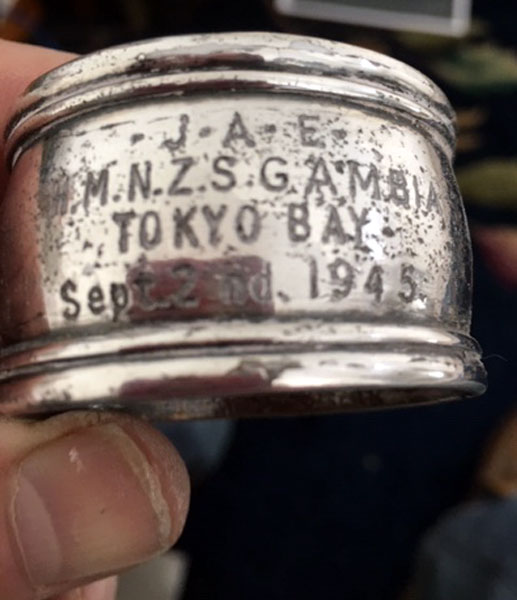 · J · A · E ·
H.M.N.Z.S. GAMBIA
TOKYO BAY.
Sept. 2nd. 1945.